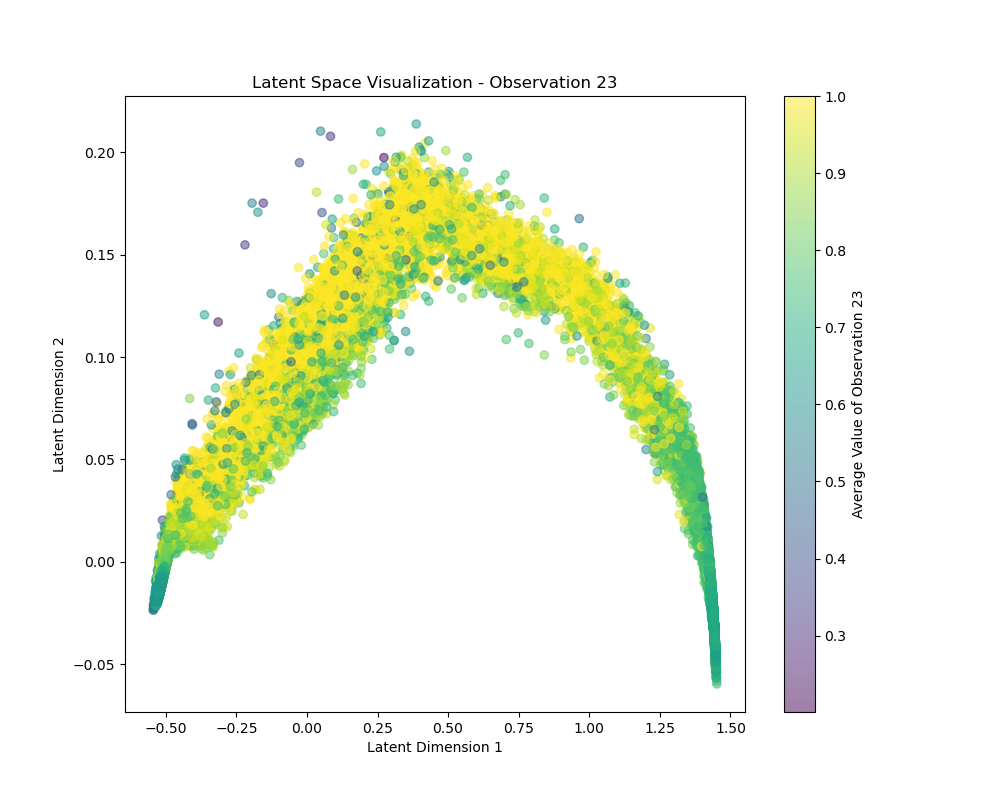 Latent Space Visualization - Observation 23
Latent Dimension 2
0.20
0.15
0.10
0.05
0.00
−0.05
−0.50 −0.25 0.00 0.25 0.50 0.75 1.00 1.25 1.50
Latent Dimension 1
1.0
0.9
0.8
0.7
0.6
0.5
0.4
0.3
Average Value of Observation 23